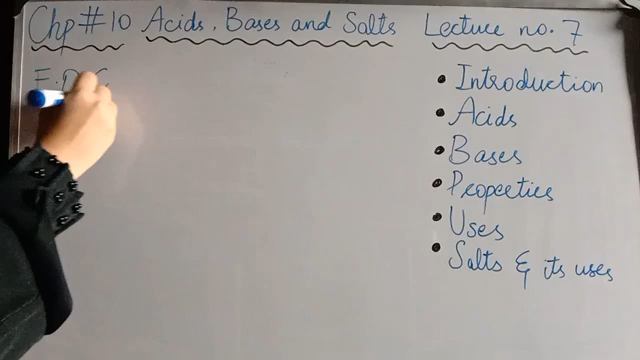 Chp #10 Acids, Bases and Salts
Lecture no. 7
• Introduction
• Acids
• Bases
• Properties
• Uses
• Salts & its uses